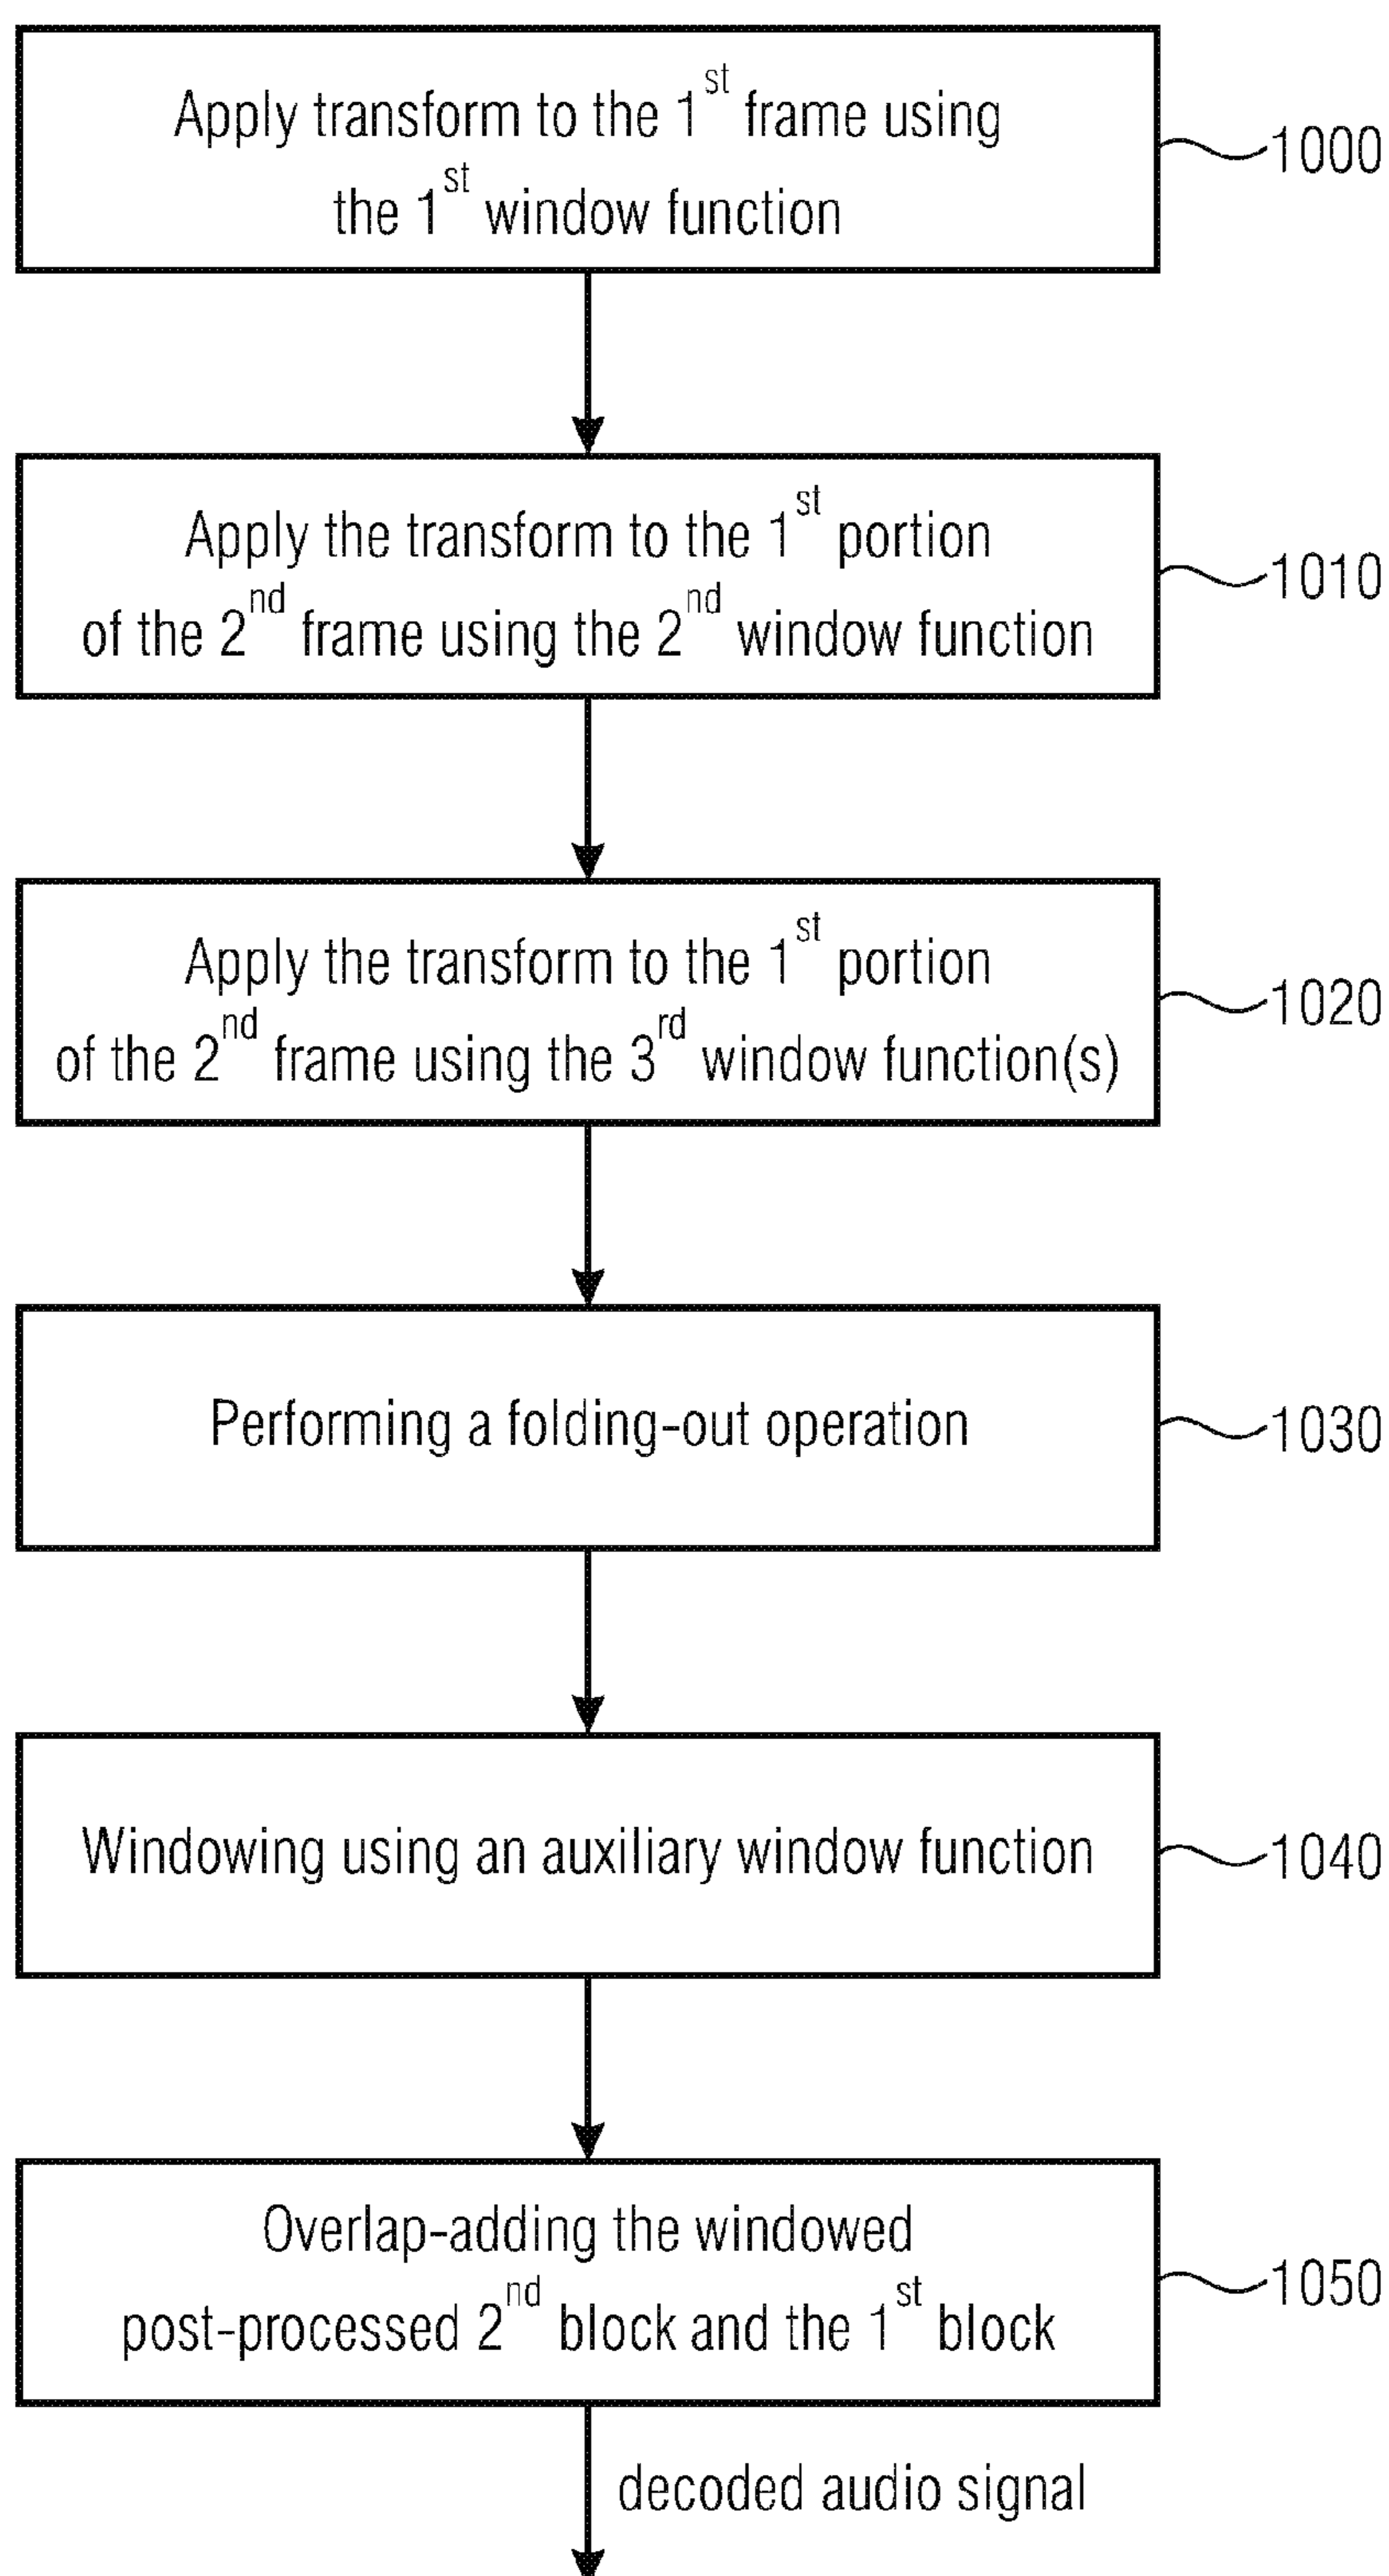 Apply transform to the 1st frame using
the 1st window function
1000
Apply the transform to the 1st portion
of the 2nd frame using the 2nd window function
1010
Apply the transform to the 1st portion
of the 2nd frame using the 3rd window function(s)
1020
Performing a folding-out operation
1030
Windowing using an auxiliary window function
1040
Overlap-adding the windowed
post-processed 2nd block and the 1st block
1050
decoded audio signal